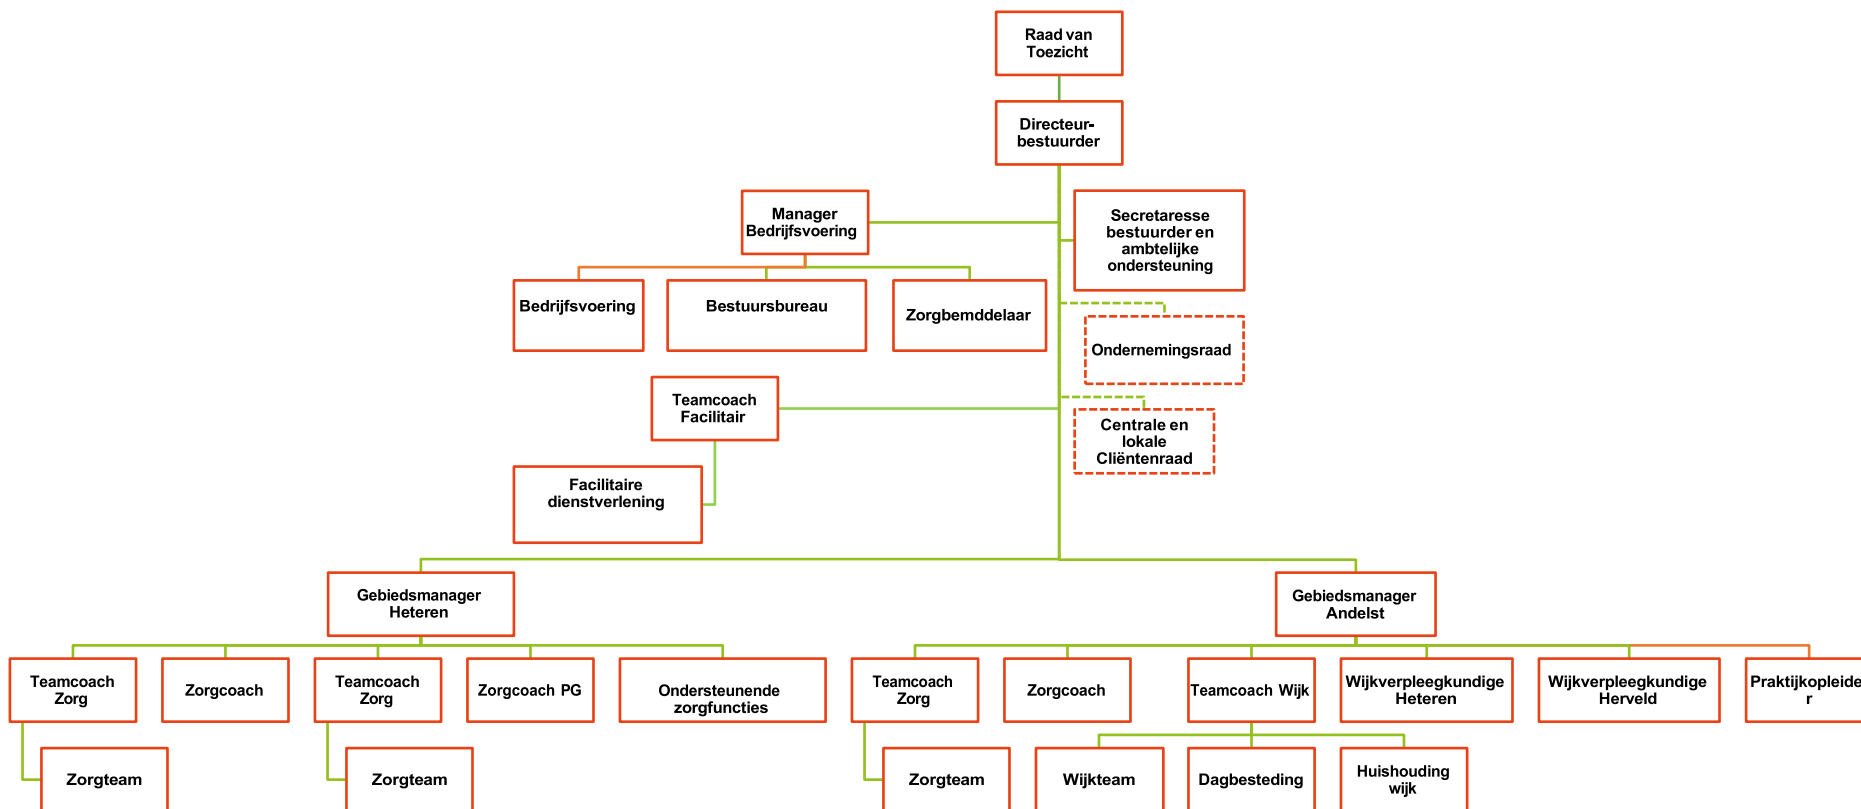 Raad van
Toezicht
Directeur-
bestuurder
Manager
Bedrijfsvoering
Secretaresse
bestuurder en
ambtelijke
ondersteuning
Bedrijfsvoering
Bestuursbureau
Zorgbemddelaar
Ondernemingsraad
Teamcoach
Facilitair
Centrale en
lokale
Cliëntenraad
Facilitaire
dienstverlening
Gebiedsmanager
Heteren
Gebiedsmanager
Andelst
Teamcoach
Zorg
Zorgcoach
Teamcoach
Zorg
Zorgcoach PG
Ondersteunende
zorgfuncties
Teamcoach
Zorg
Zorgcoach
Teamcoach Wijk
Wijkverpleegkundige
Heteren
Wijkverpleegkundige
Herveld
Praktijkopleide
r
Zorgteam
Zorgteam
Zorgteam
Wijkteam
Dagbesteding
Huishouding
wijk